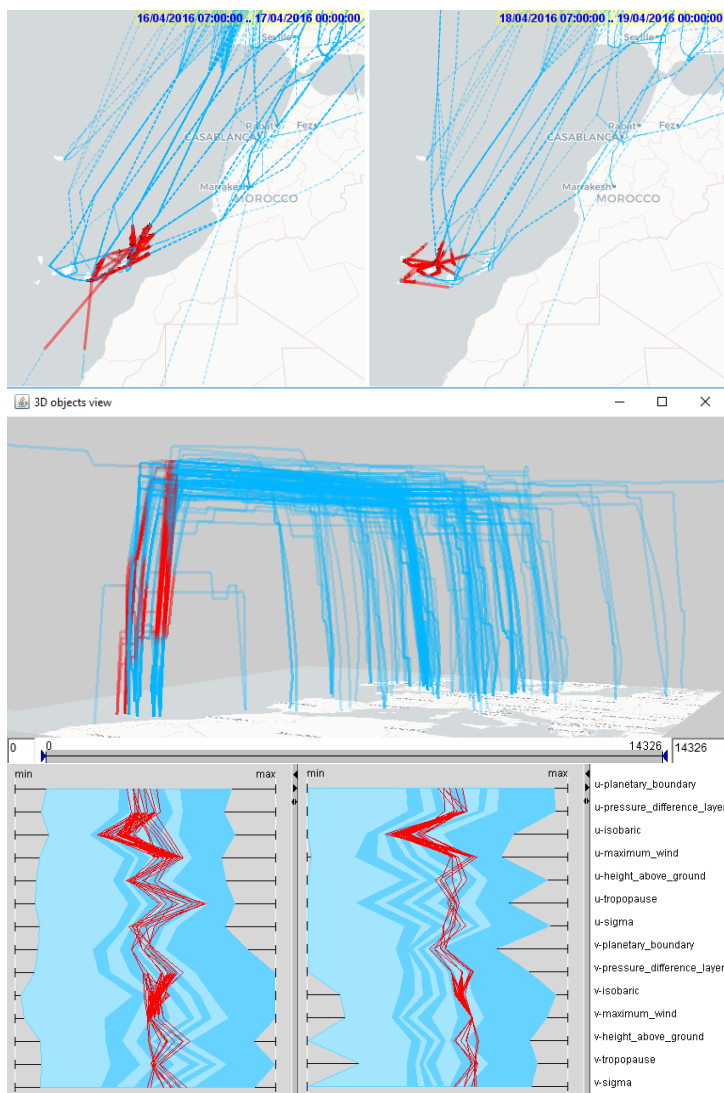 16/04/2016 07:00:00 .. 17/04/2016 00:00:00
18/04/2016 07:00:00 .. 19/04/2016 00:00:00
Seville
Rabat
Fez
CASABLANCA
Marrakesh
MOROCCO
Seville
Rabat
Fez
CASABLANCA
Marrakesh
MOROCCO
3D objects view
0
0
14326
14326
min
max
min
max
u-planetary_boundary
u-pressure_difference_layer
u-isobaric
u-maximum_wind
u-height_above_ground
u-tropopause
u-sigma
v-planetary_boundary
v-pressure_difference_layer
v-isobaric
v-maximum_wind
v-height_above_ground
v-tropopause
v-sigma